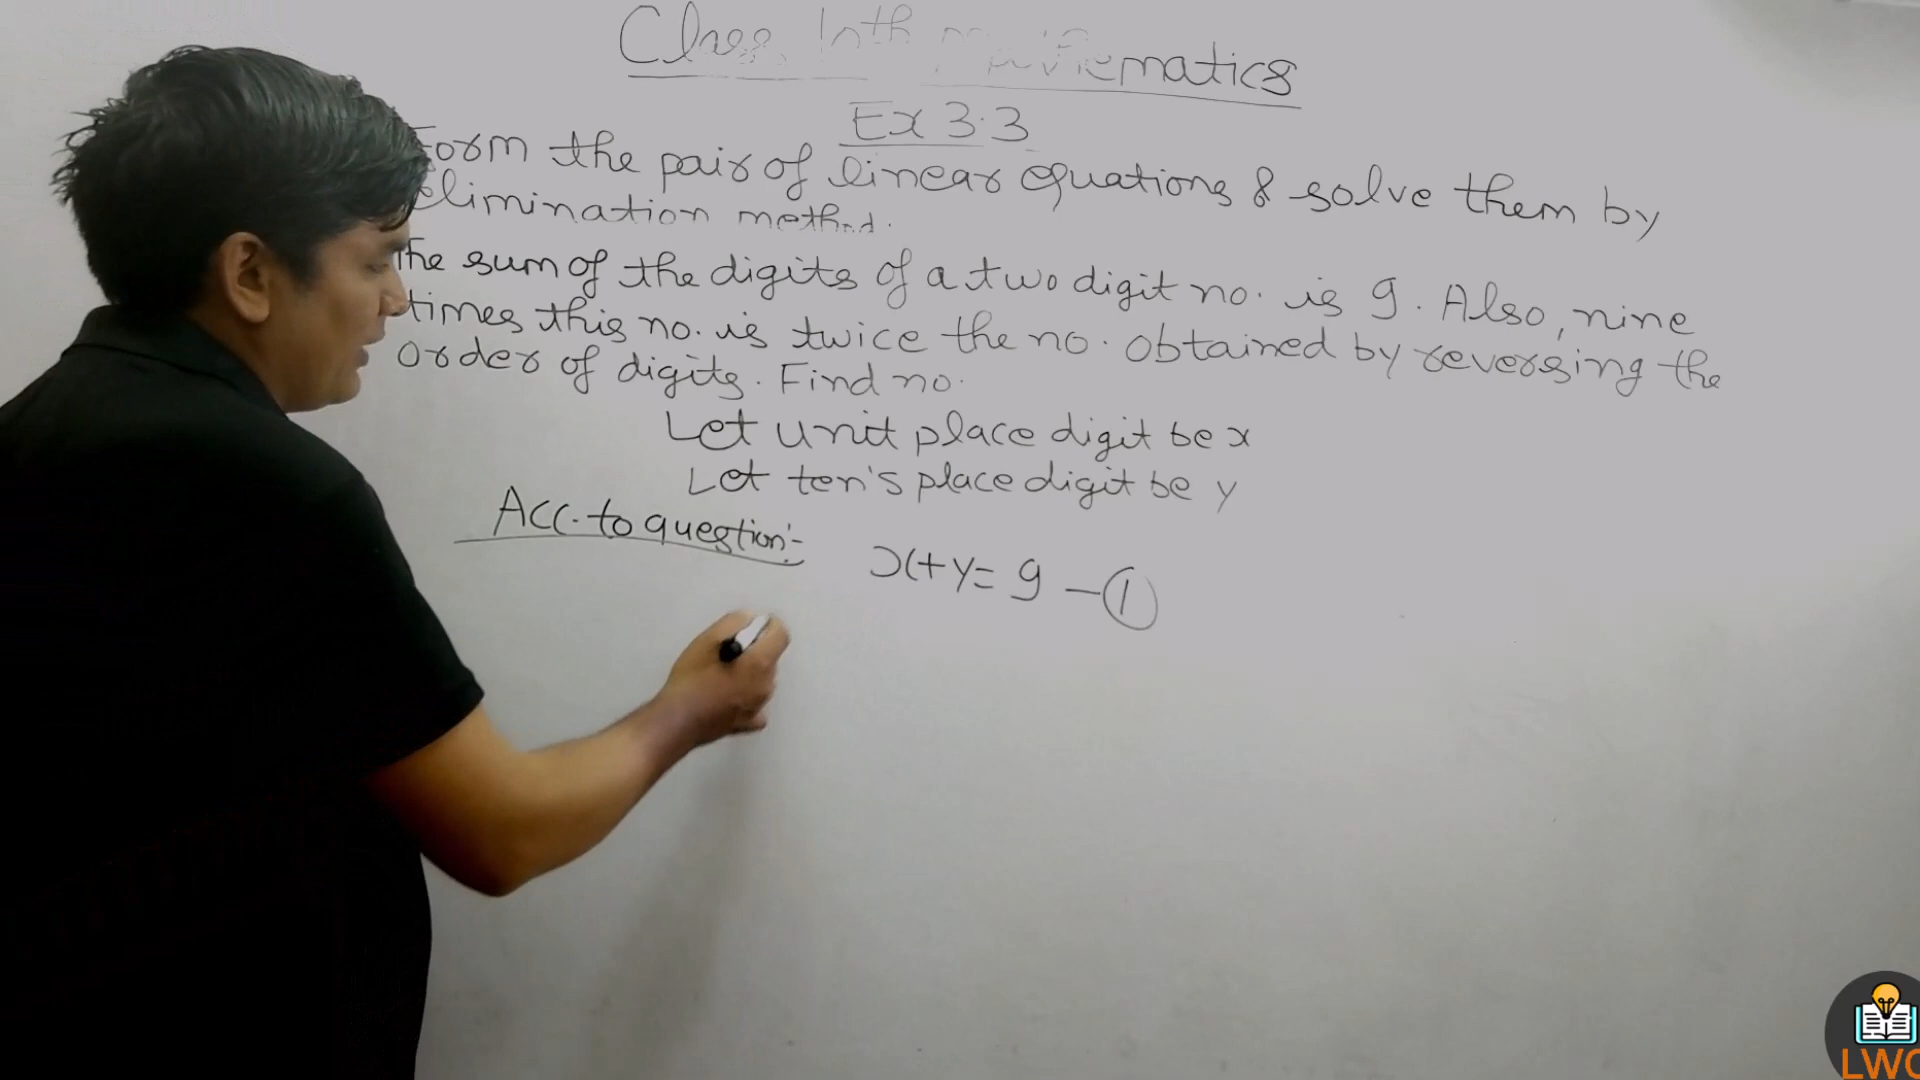 Class 10th mathematics
Ex 3.3
Form the pair of linear equations & solve them by
elimination method.
The sum of the digits of a two digit no. is 9. Also, nine
times this no. is twice the no. obtained by reversing the
order of digits. Find no.
Let unit place digit be x
Let ten's place digit be y
Acc. to question:-
x+y=9 -①
LWC